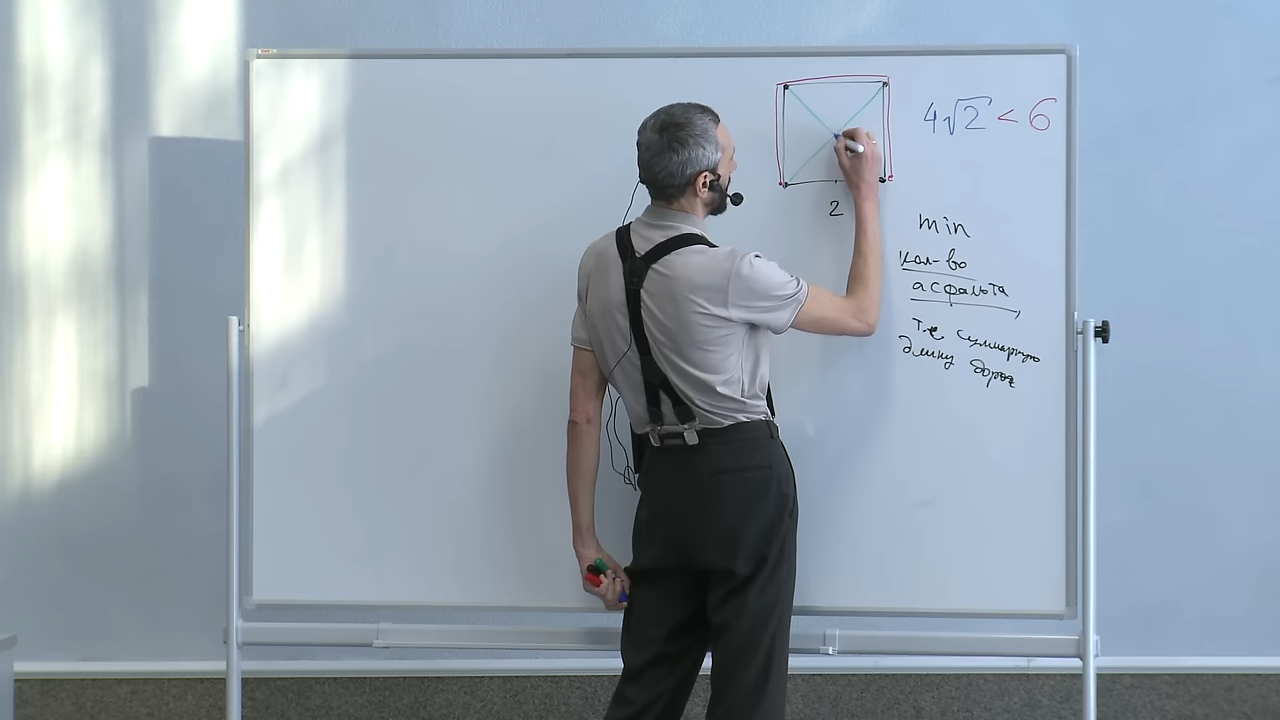 4√2 < 6
2
min
кол-во
асфальта
т.е суммарную
длину дорог